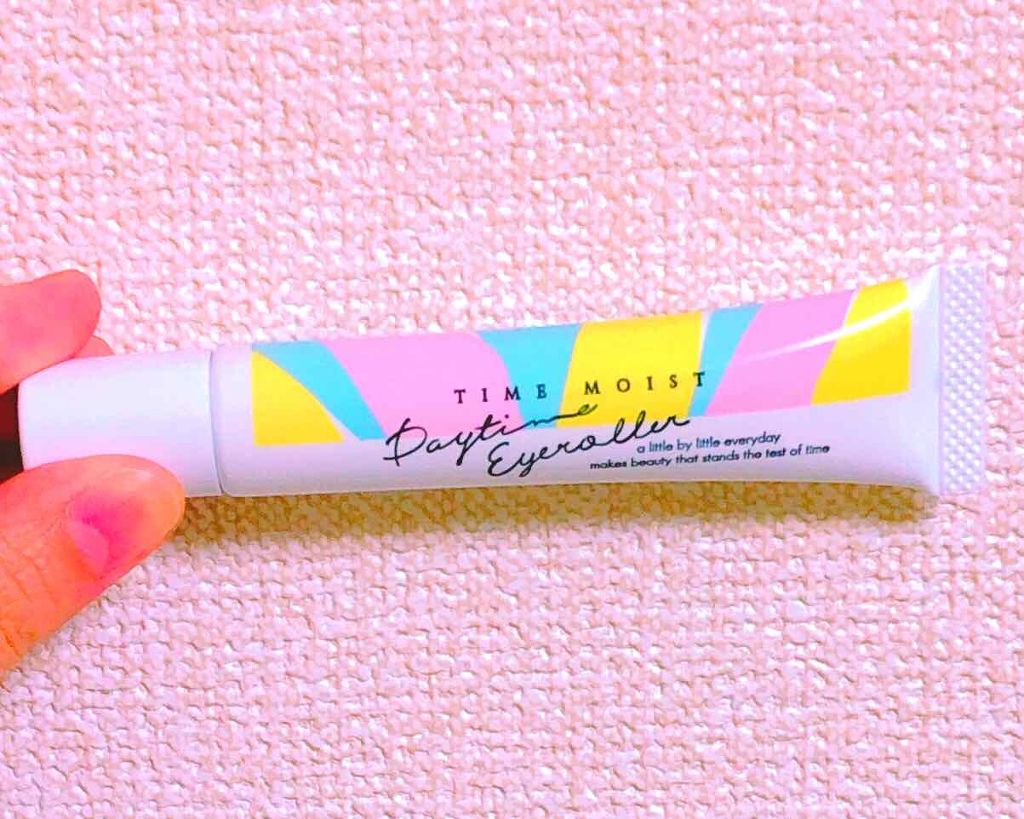 TIME MOIST
Daytime
Eyeroller
a little by little everyday
makes beauty that stands the test of time